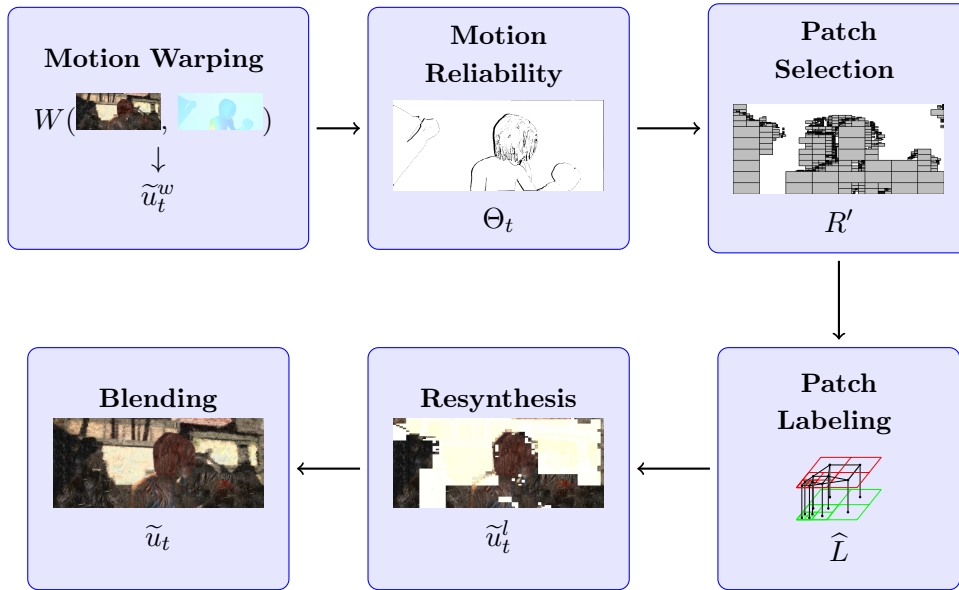 Motion Warping
W( , )
↓
ũ_t^w
Motion
Reliability
Θ_t
Patch
Selection
R′
Patch
Labeling
L̂
Resynthesis
ũ_t^l
Blending
ũ_t